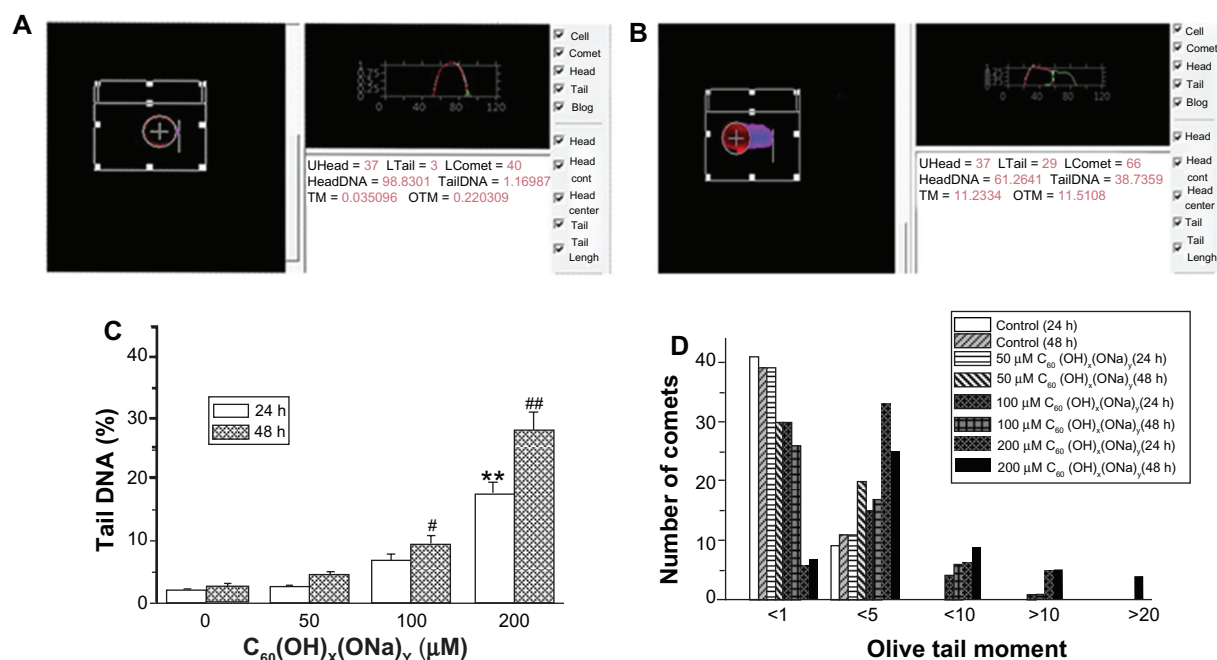 A
Cell
Comet
Head
Tail
Blog
Head
Head
cont
Head
center
Tail
Tail
Lengh
0 20 40 60 80 100 120
UHead = 37 LTail = 3 LComet = 40
HeadDNA = 98.8301 TailDNA = 1.16987
TM = 0.035096 OTM = 0.220309
B
Cell
Comet
Head
Tail
Blog
Head
Head
cont
Head
center
Tail
Tail
Lengh
0 20 40 60 80 100 120
UHead = 37 LTail = 29 LComet = 66
HeadDNA = 61.2641 TailDNA = 38.7359
TM = 11.2334 OTM = 11.5108
C
Tail DNA (%)
40
30
20
10
0
24 h
48 h
#
**
##
0 50 100 200
C₆₀(OH)ₓ(ONa)Y (µM)
D
Number of comets
40
30
20
10
0
Control (24 h)
Control (48 h)
50 µM C₆₀ (OH)ₓ(ONa)y(24 h)
50 µM C₆₀ (OH)ₓ(ONa)y(48 h)
100 µM C₆₀ (OH)ₓ(ONa)y(24 h)
100 µM C₆₀ (OH)ₓ(ONa)y(48 h)
200 µM C₆₀ (OH)ₓ(ONa)y(24 h)
200 µM C₆₀ (OH)ₓ(ONa)y(48 h)
<1 <5 <10 >10 >20
Olive tail moment